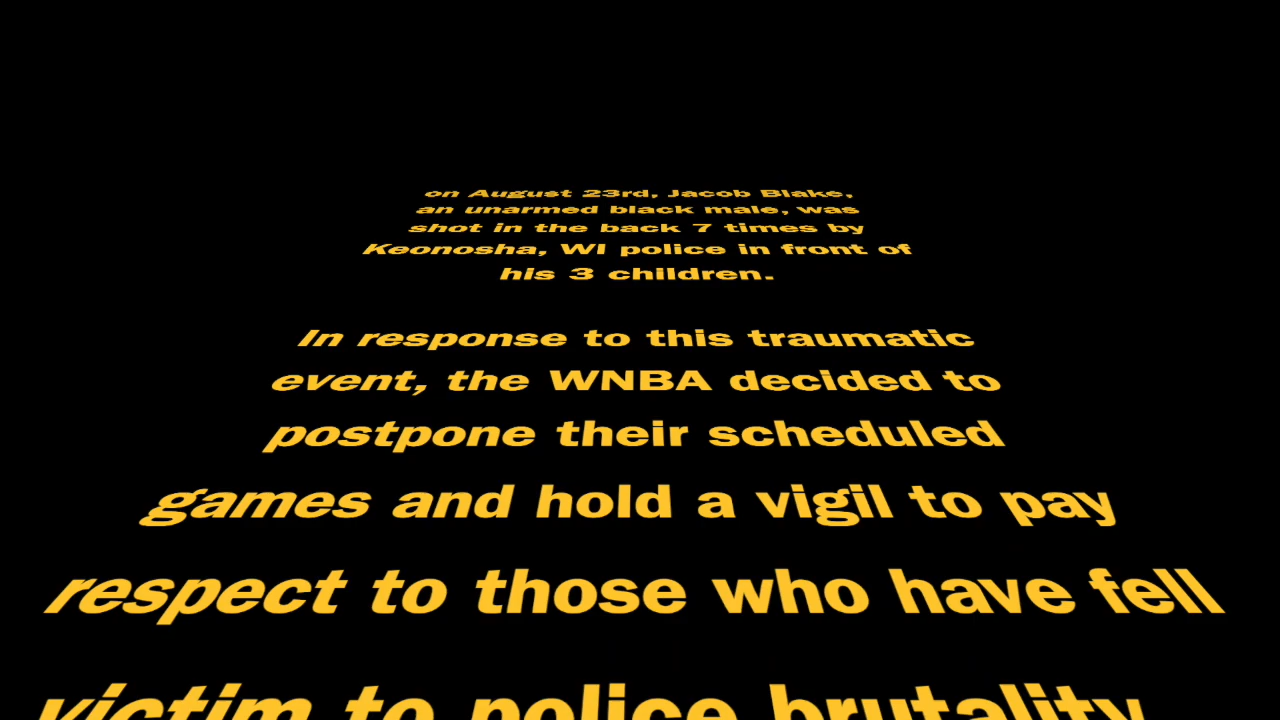 on August 23rd, Jacob Blake,
an unarmed black male, was
shot in the back 7 times by
Keonosha, WI police in front of
his 3 children.
In response to this traumatic
event, the WNBA decided to
postpone their scheduled
games and hold a vigil to pay
respect to those who have fell
victim to police brutality